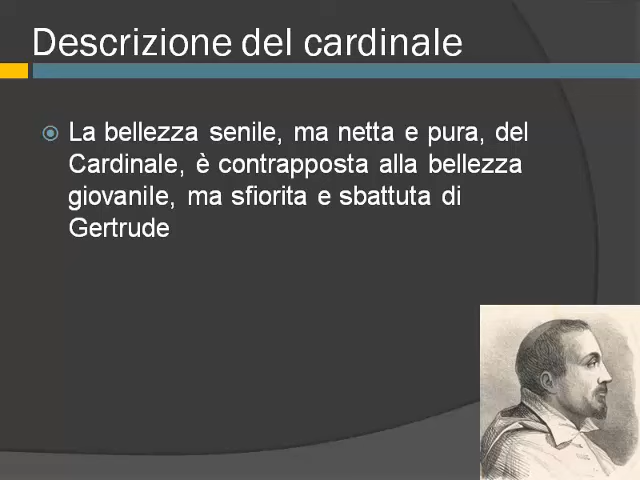 Descrizione del cardinale
La bellezza senile, ma netta e pura, del
Cardinale, è contrapposta alla bellezza
giovanile, ma sfiorita e sbattuta di
Gertrude